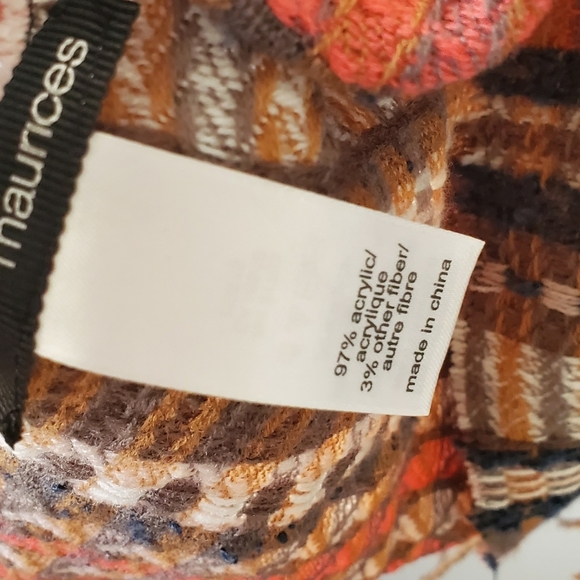 maurices
97% acrylic/
acrylique
3% other fiber/
autre fibre
made in china